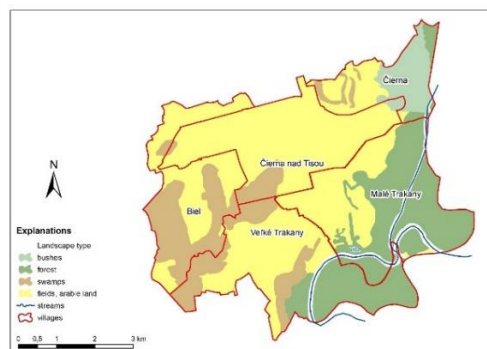 Čierna
Čierna nad Tisou
Malé Trakany
Biel
Veľké Trakany
N
Explanations
Landscape type
bushes
forest
swamps
fields, arable land
streams
villages
0 0,5 1 2 3 km